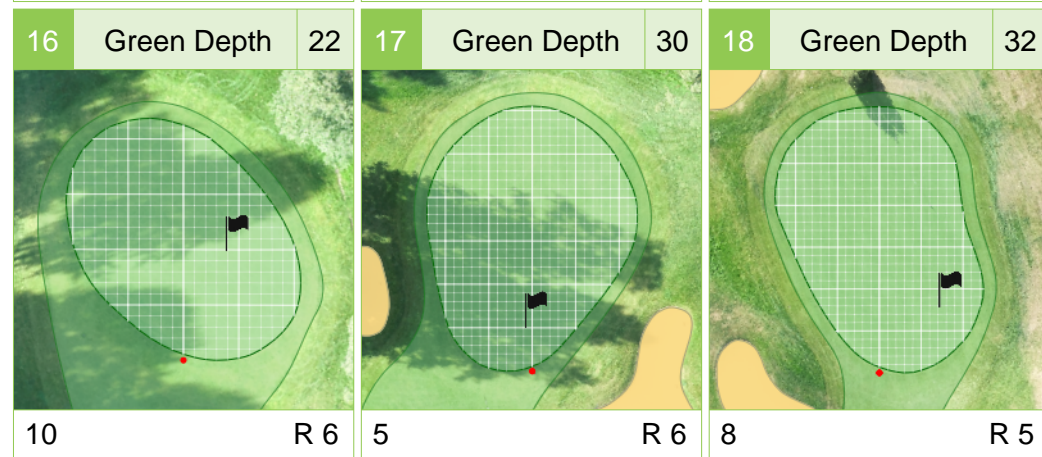 16 Green Depth 22
17 Green Depth 30
18 Green Depth 32
10 R 6
5 R 6
8 R 5